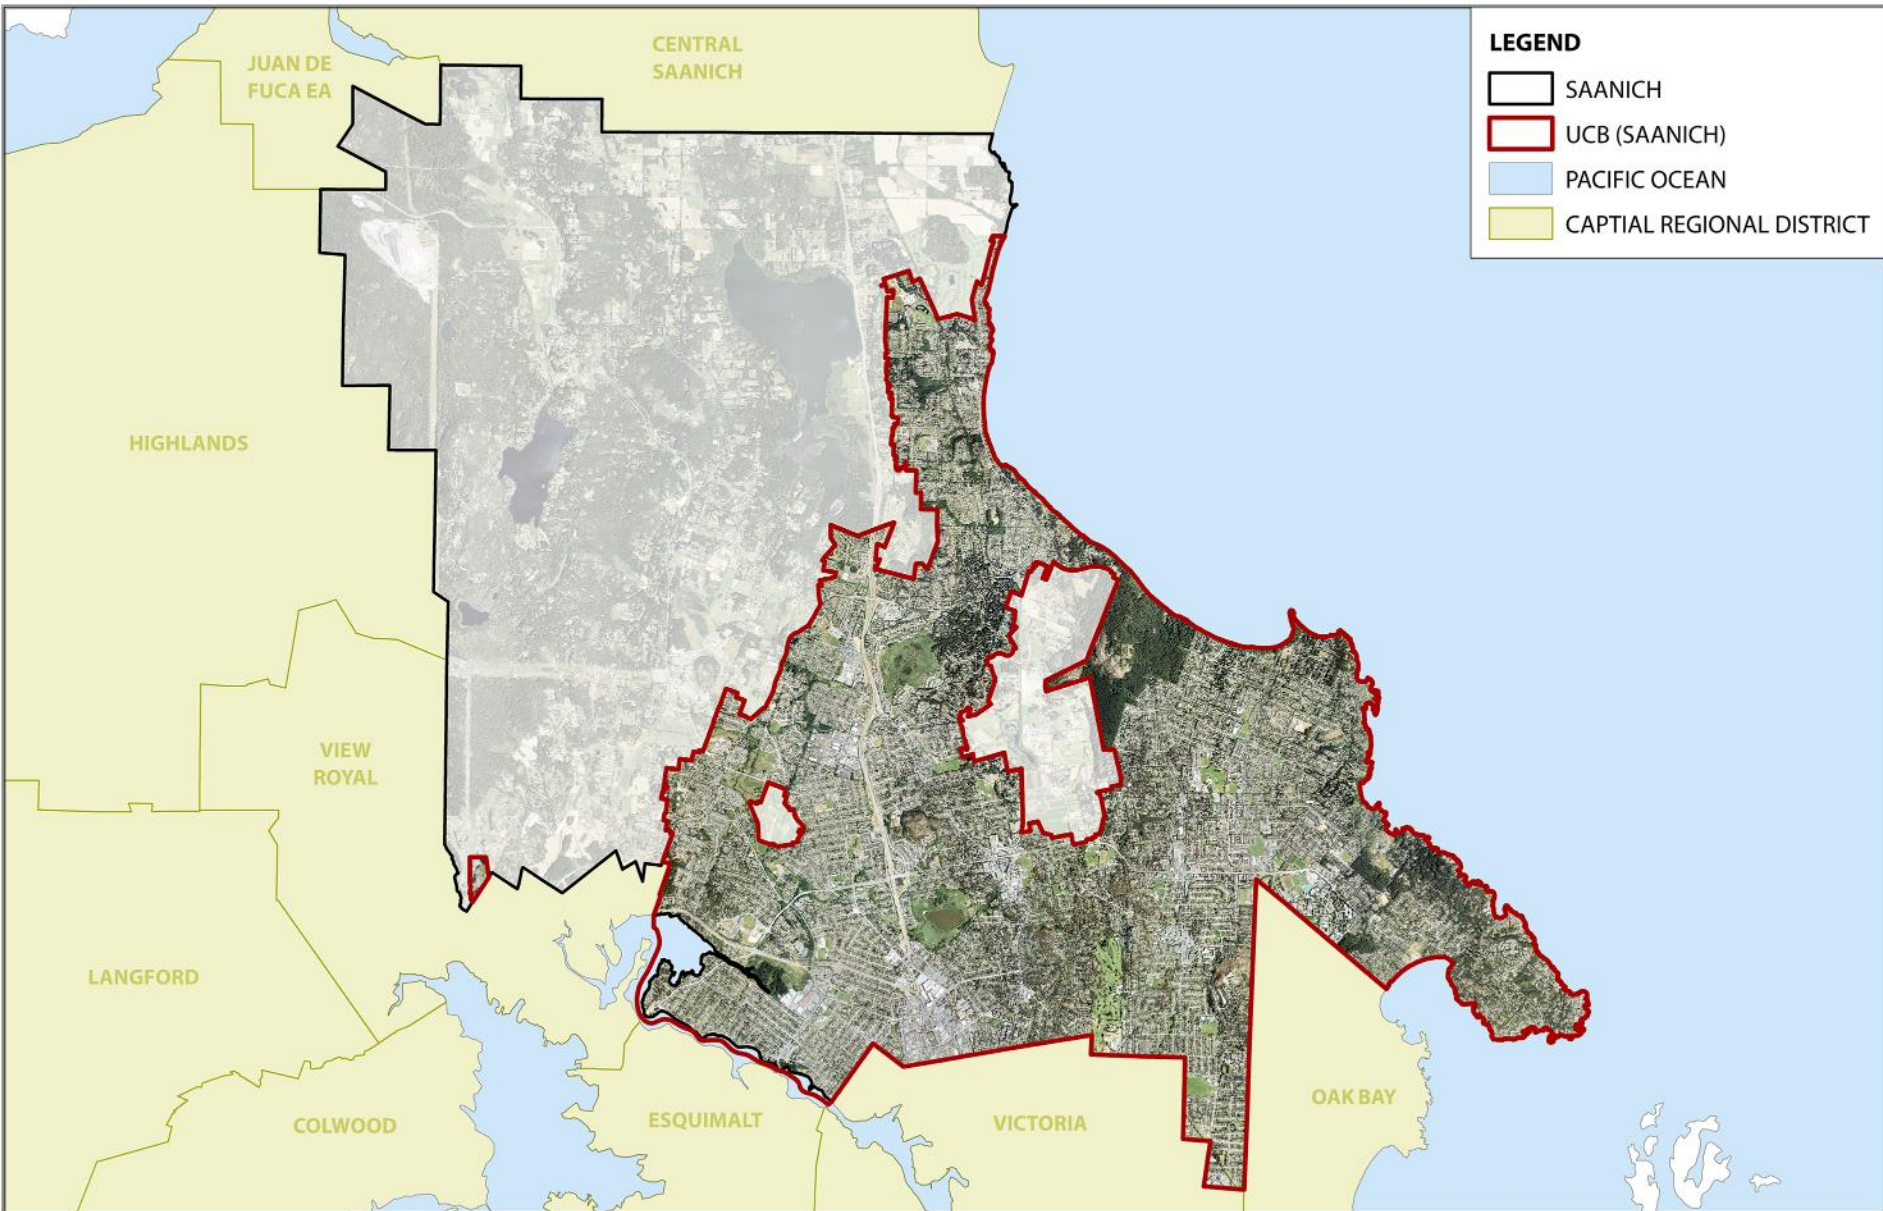 CENTRAL
SAANICH
JUAN DE
FUCA EA
LEGEND
SAANICH
UCB (SAANICH)
PACIFIC OCEAN
CAPTIAL REGIONAL DISTRICT
HIGHLANDS
VIEW
ROYAL
LANGFORD
COLWOOD
ESQUIMALT
VICTORIA
OAK BAY